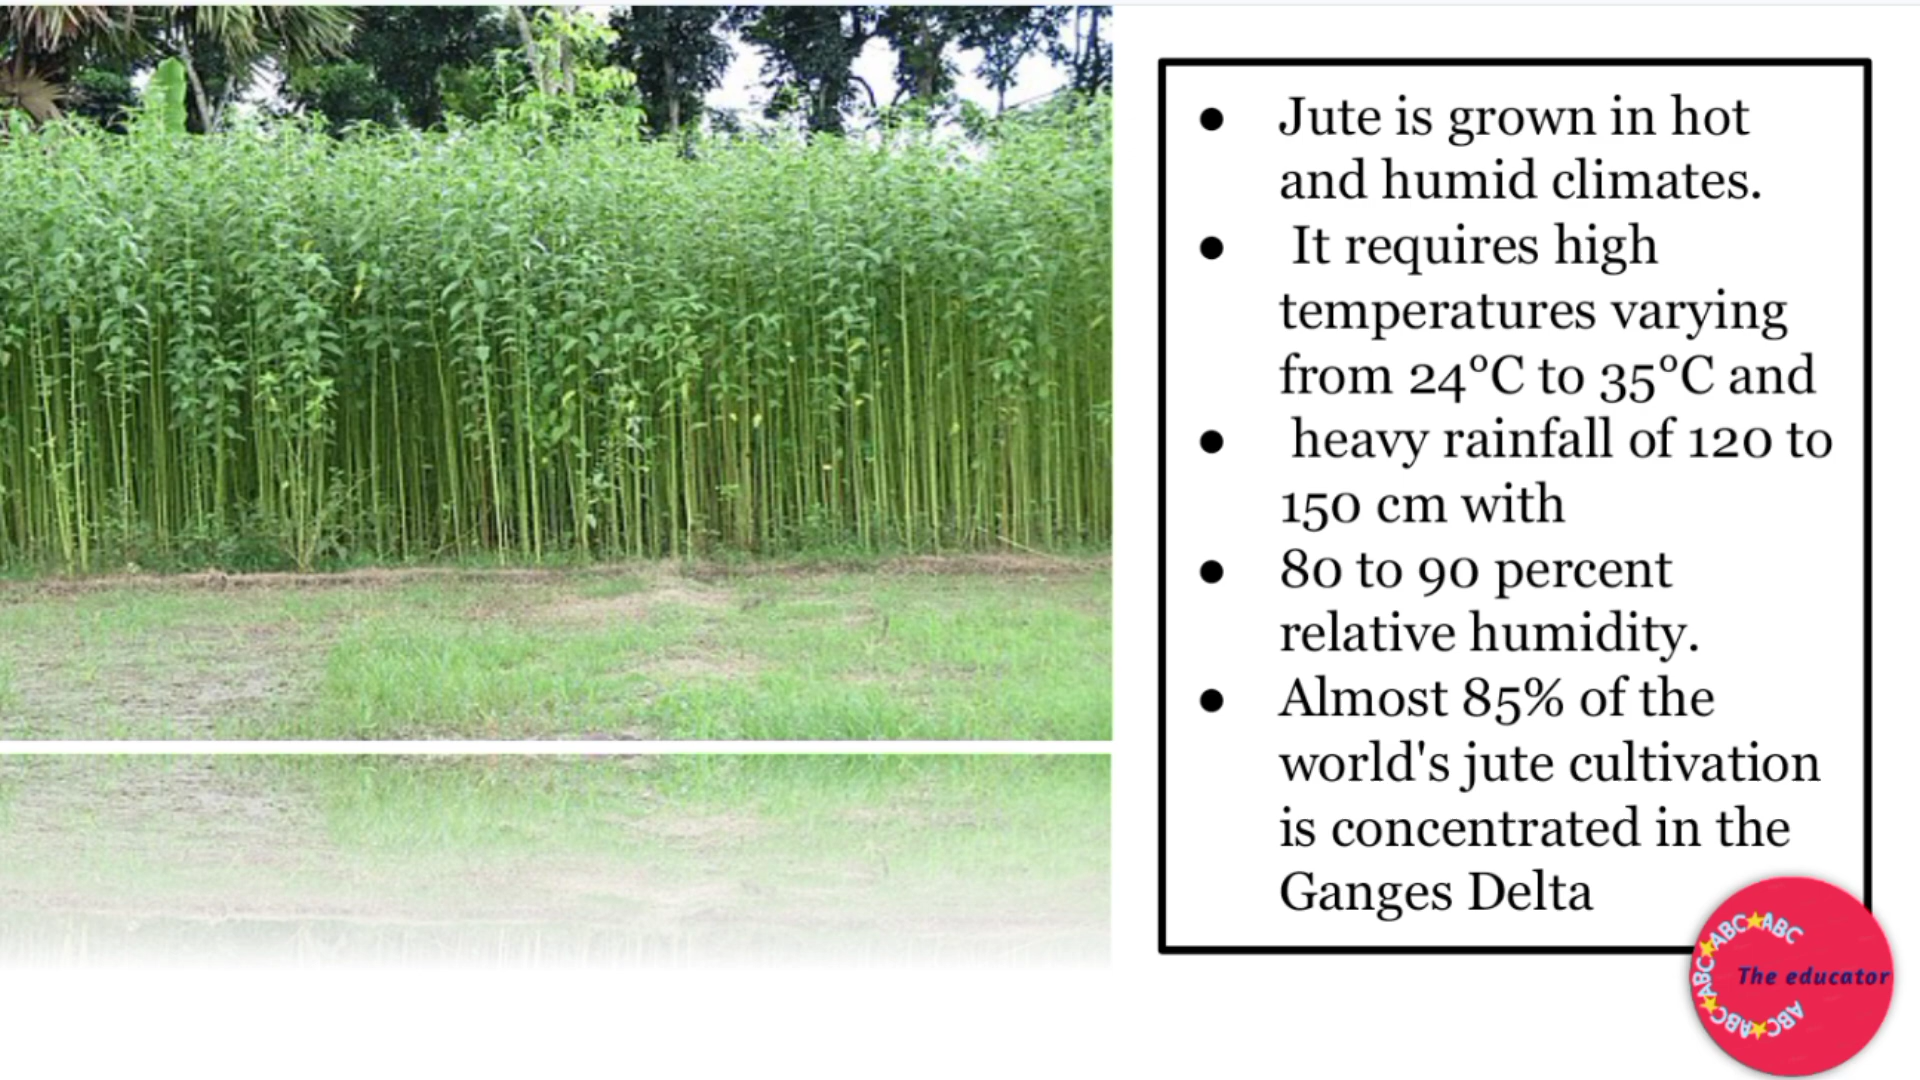 ● Jute is grown in hot
and humid climates.
● It requires high
temperatures varying
from 24°C to 35°C and
● heavy rainfall of 120 to
150 cm with
● 80 to 90 percent
relative humidity.
● Almost 85% of the
world's jute cultivation
is concentrated in the
Ganges Delta
ABC★ABC★ABC★ABC★ABC★ABC
The educator